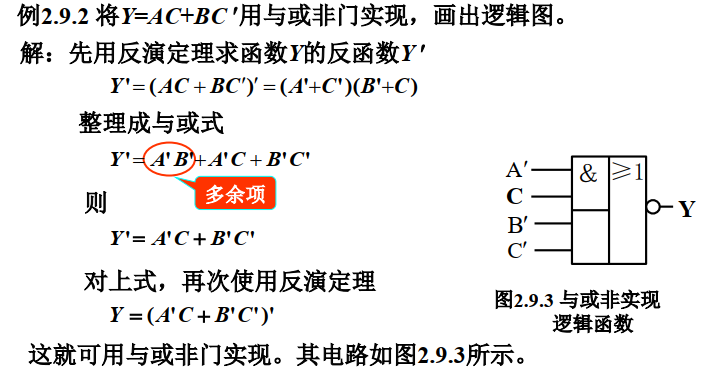 例2.9.2 将Y=AC+BC ′用与或非门实现，画出逻辑图。
解：先用反演定理求函数Y的反函数Y ′
Y'= (AC + BC')' = (A'+C')(B'+C)
整理成与或式
Y'= A' B'+A'C + B'C'
多余项
则
Y'= A'C + B'C'
对上式，再次使用反演定理
Y = (A'C + B'C')'
A′
C
B′
C′
&
≥1
Y
图2.9.3 与或非实现
逻辑函数
这就可用与或非门实现。其电路如图2.9.3所示。